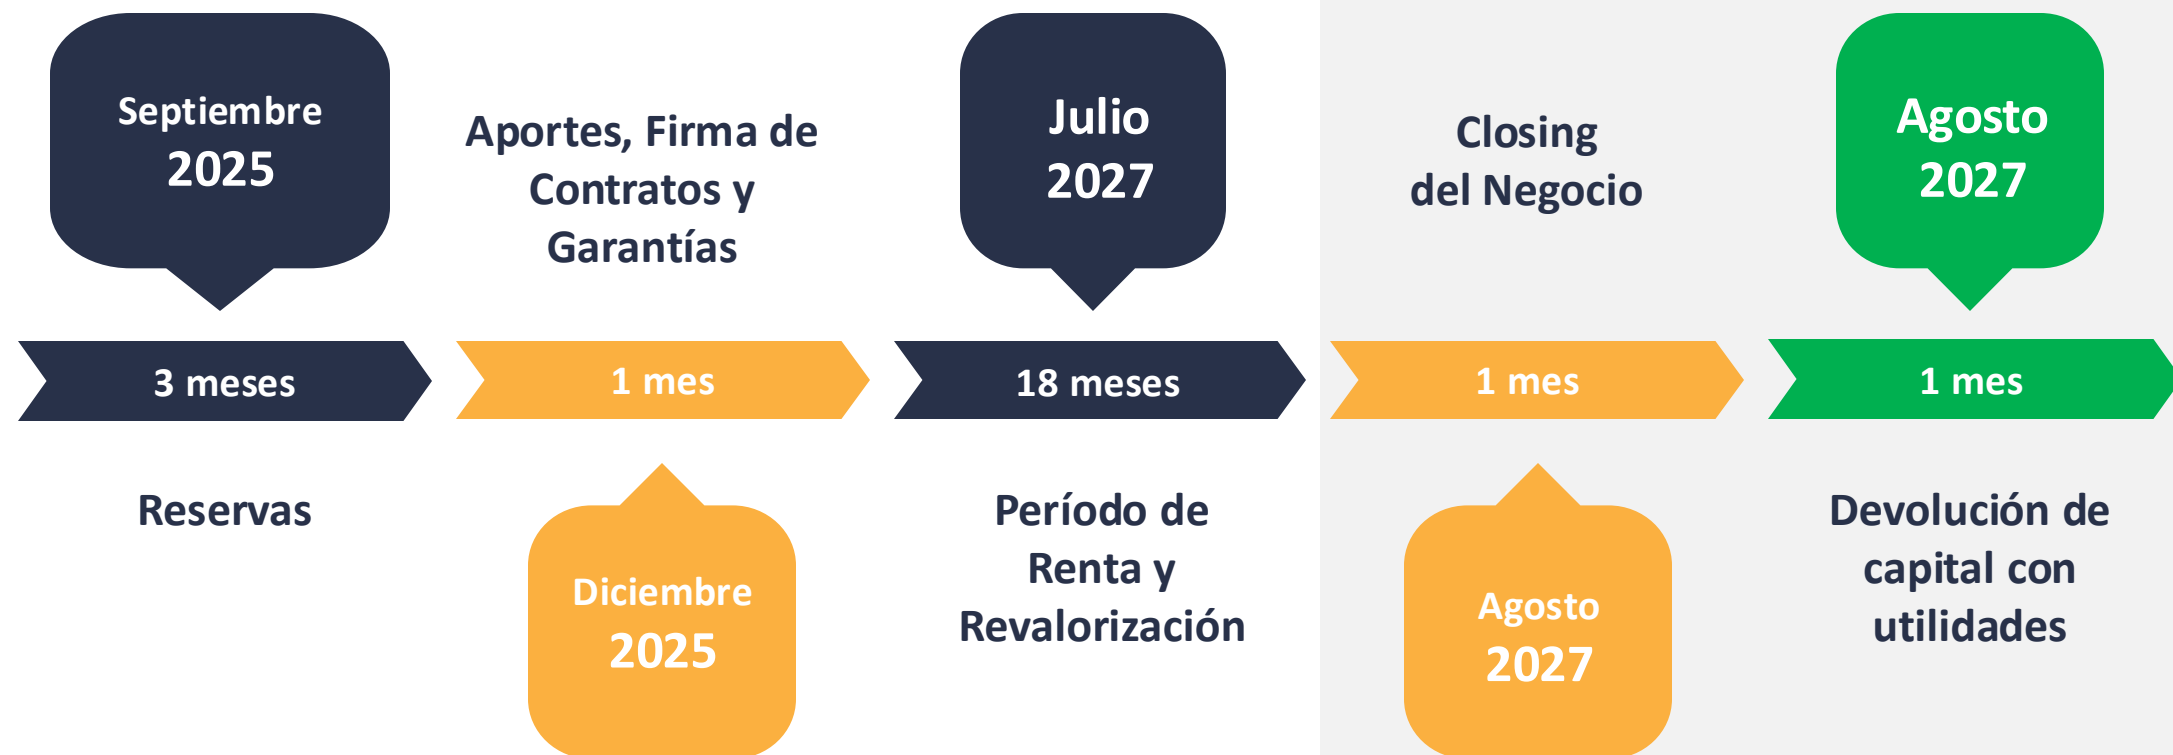 Septiembre
2025
3 meses
Reservas
Aportes, Firma de
Contratos y
Garantías
1 mes
Diciembre
2025
Julio
2027
18 meses
Período de
Renta y
Revalorización
Closing
del Negocio
1 mes
Agosto
2027
Agosto
2027
1 mes
Devolución de
capital con
utilidades